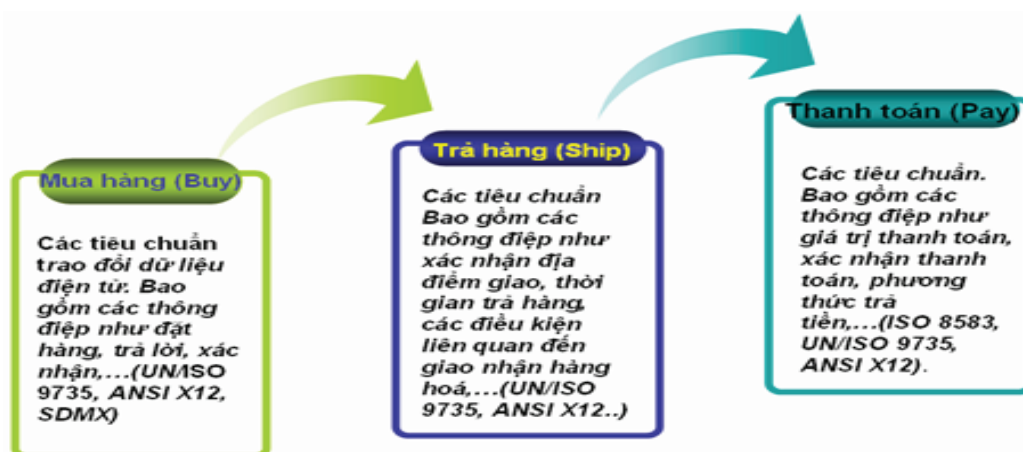 Mua hàng (Buy)
Các tiêu chuẩn
trao đổi dữ liệu
điện tử. Bao
gồm các thông
điệp như đặt
hàng, trả lời, xác
nhận,...(UN/ISO
9735, ANSI X12,
SDMX)
Trả hàng (Ship)
Các tiêu chuẩn
Bao gồm các
thông điệp như
xác nhận địa
điểm giao, thời
gian trả hàng,
các điều kiện
liên quan đến
giao nhận hàng
hoá,...(UN/ISO
9735, ANSI X12..)
Thanh toán (Pay)
Các tiêu chuẩn.
Bao gồm các
thông điệp như
giá trị thanh toán,
xác nhận thanh
toán, phương
thức trả
tiền,...(ISO 8583,
UN/ISO 9735,
ANSI X12).